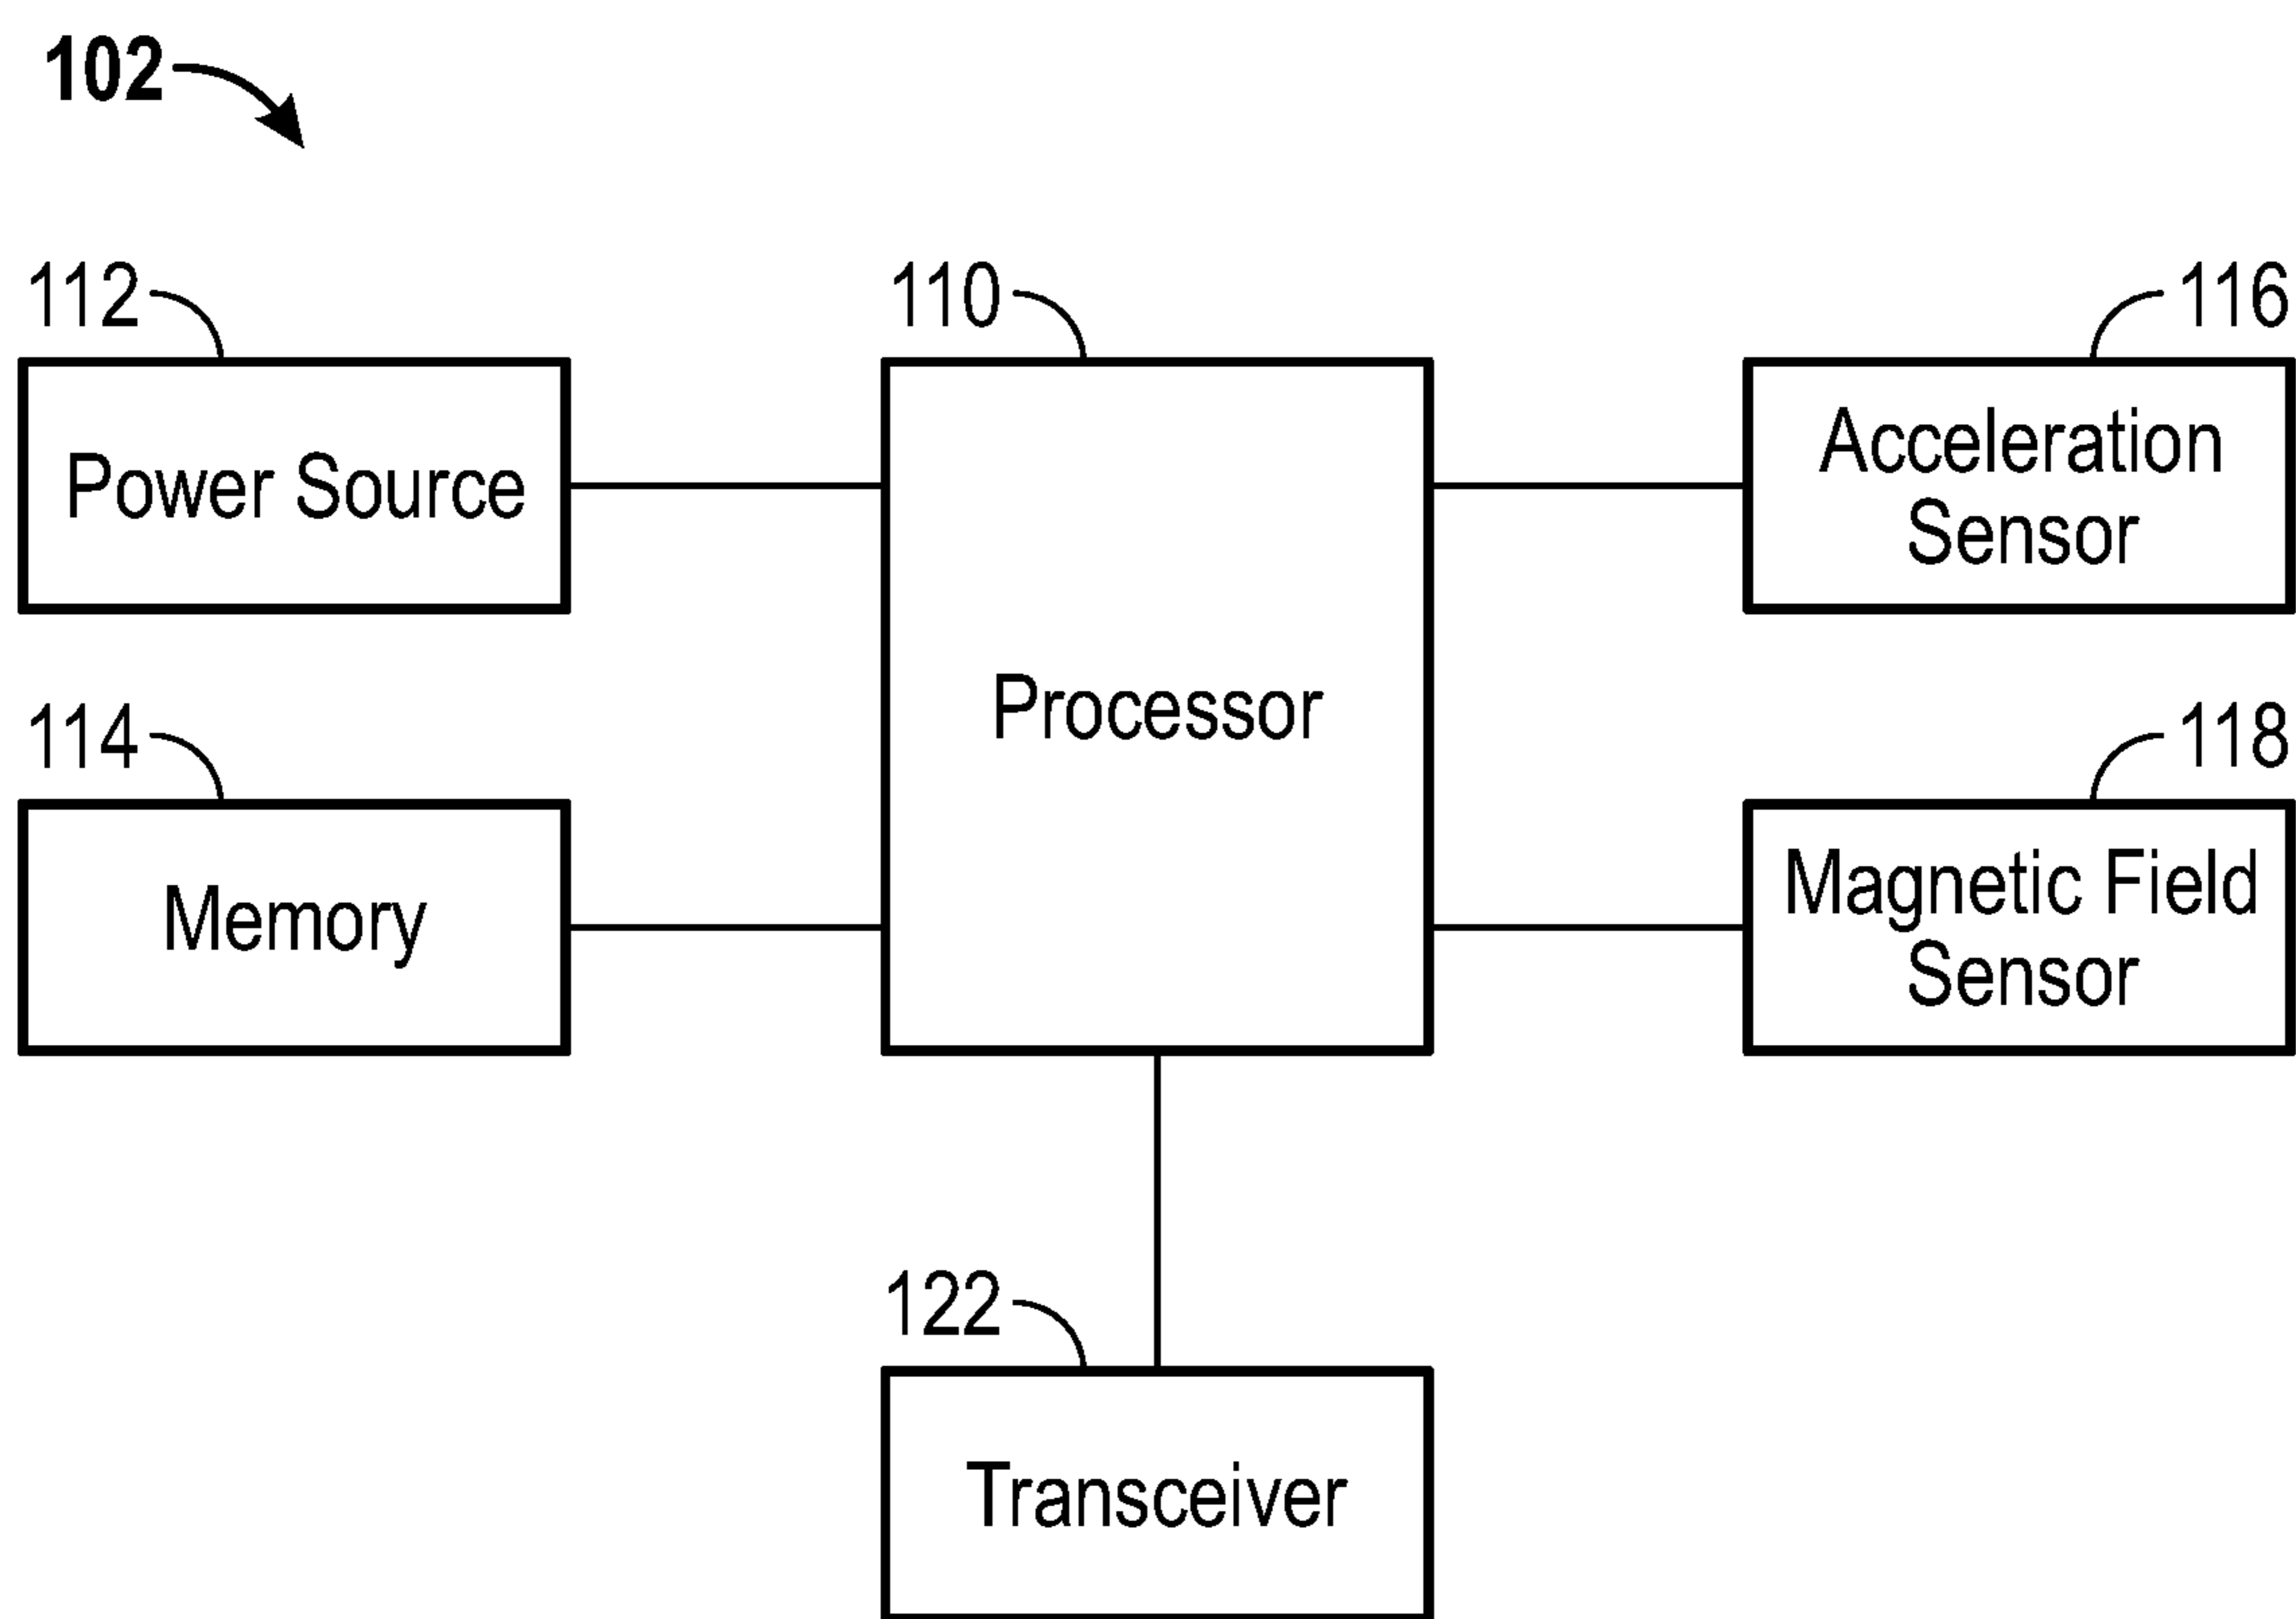 102
112
110
116
Power Source
Processor
Acceleration
Sensor
114
118
Memory
Magnetic Field
Sensor
122
Transceiver